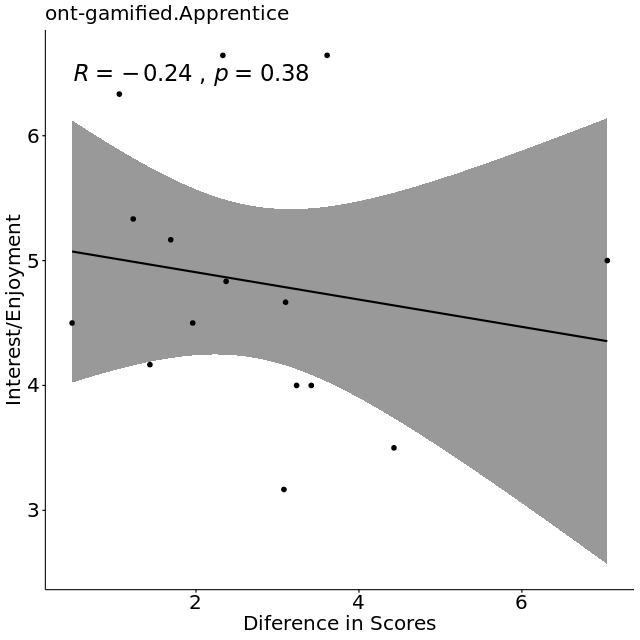 ont-gamified.Apprentice
R = −0.24 , p = 0.38
6
5
4
3
Interest/Enjoyment
2 4 6
Diference in Scores